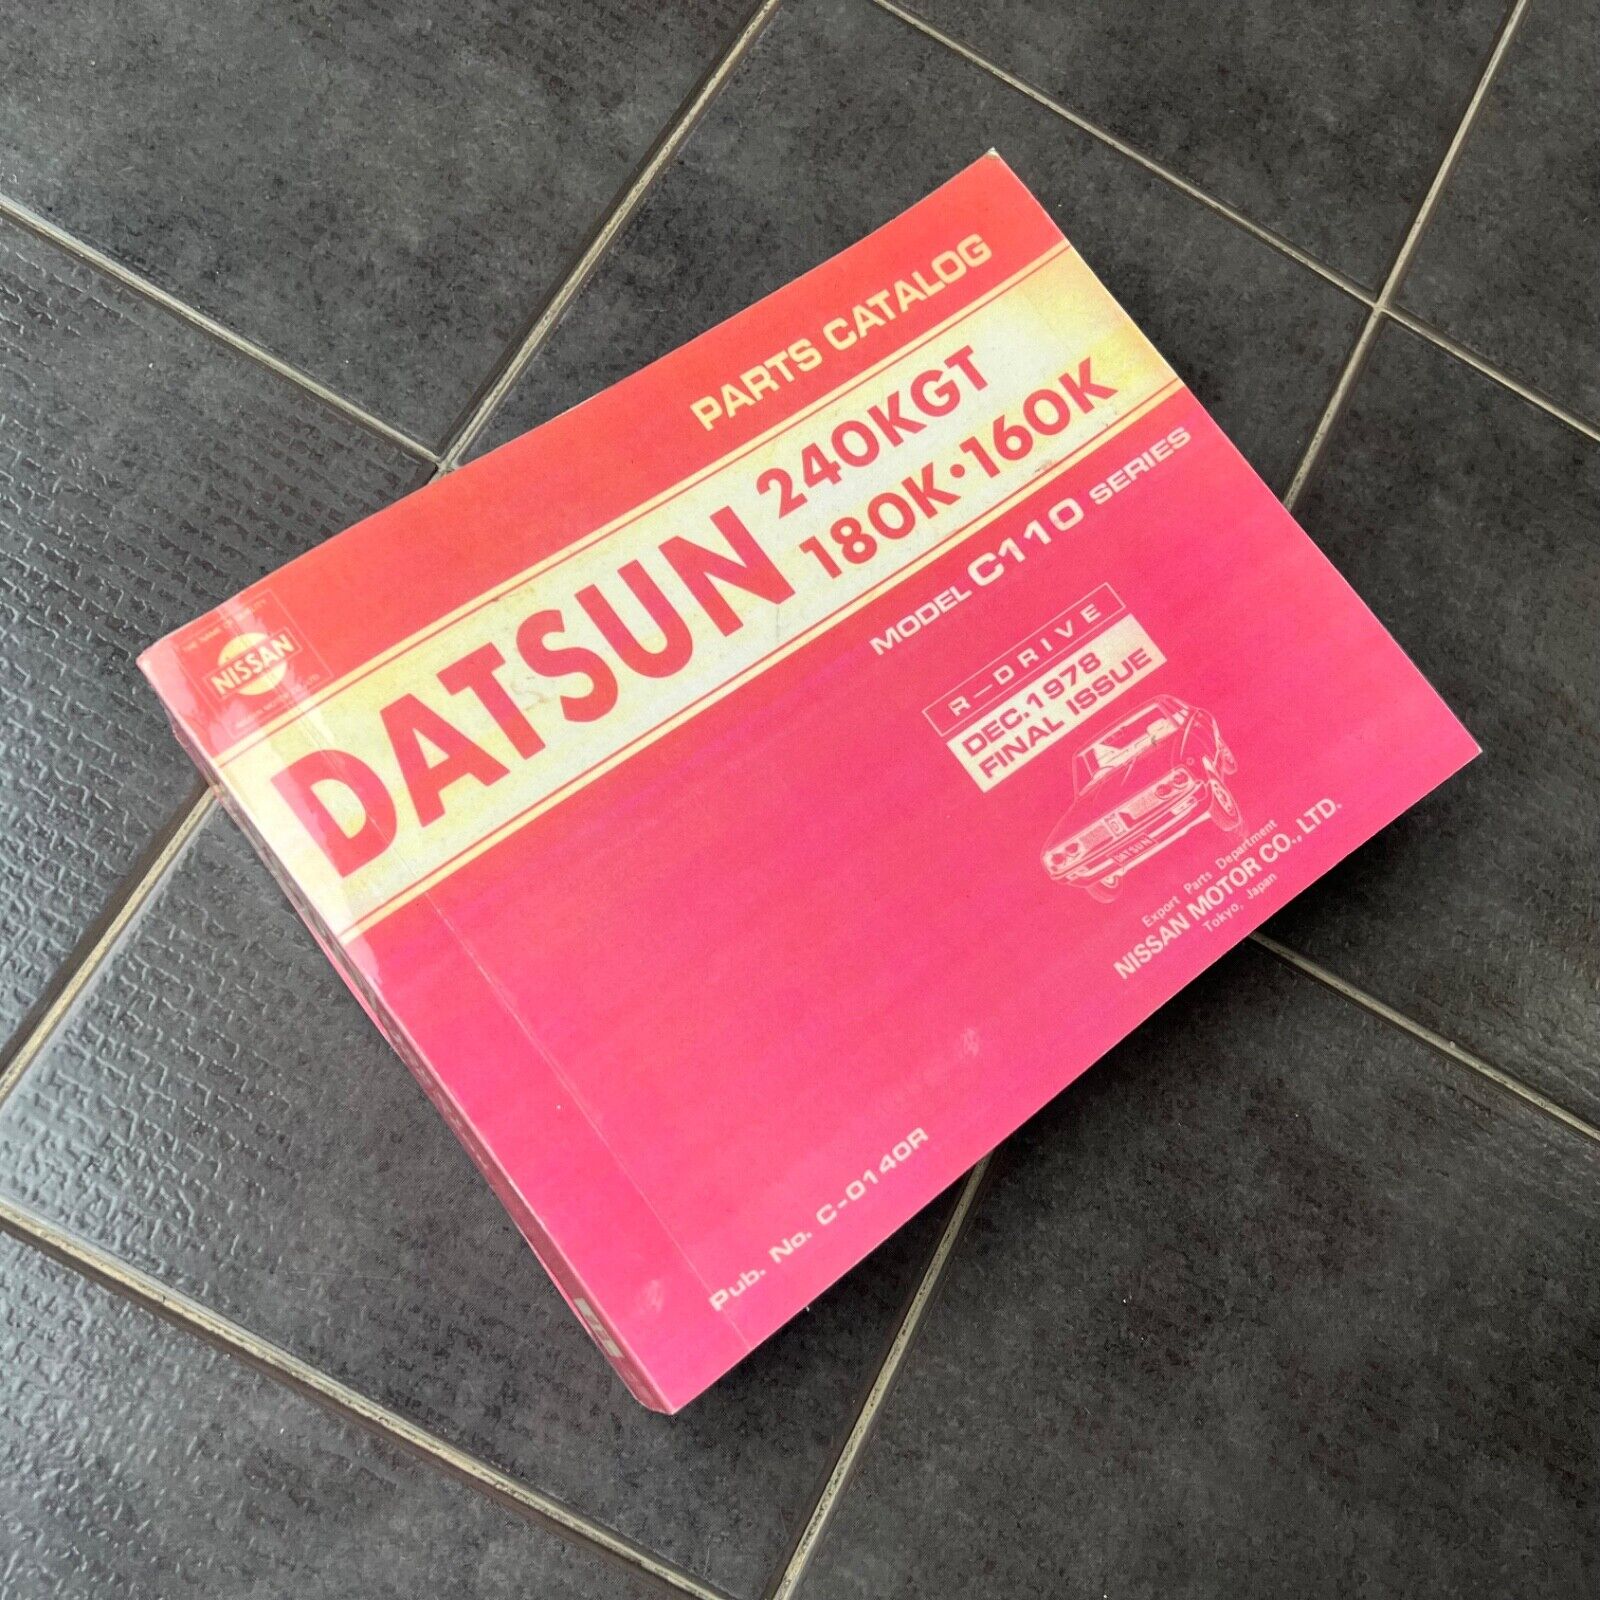 PARTS CATALOG
NISSAN
DATSUN 240KGT
180K·160K
MODEL C110 SERIES
R—DRIVE
DEC.1978
FINAL ISSUE
DATSUN
Export Parts Department
NISSAN MOTOR CO., LTD.
Tokyo, Japan
Pub. No. C-0140R